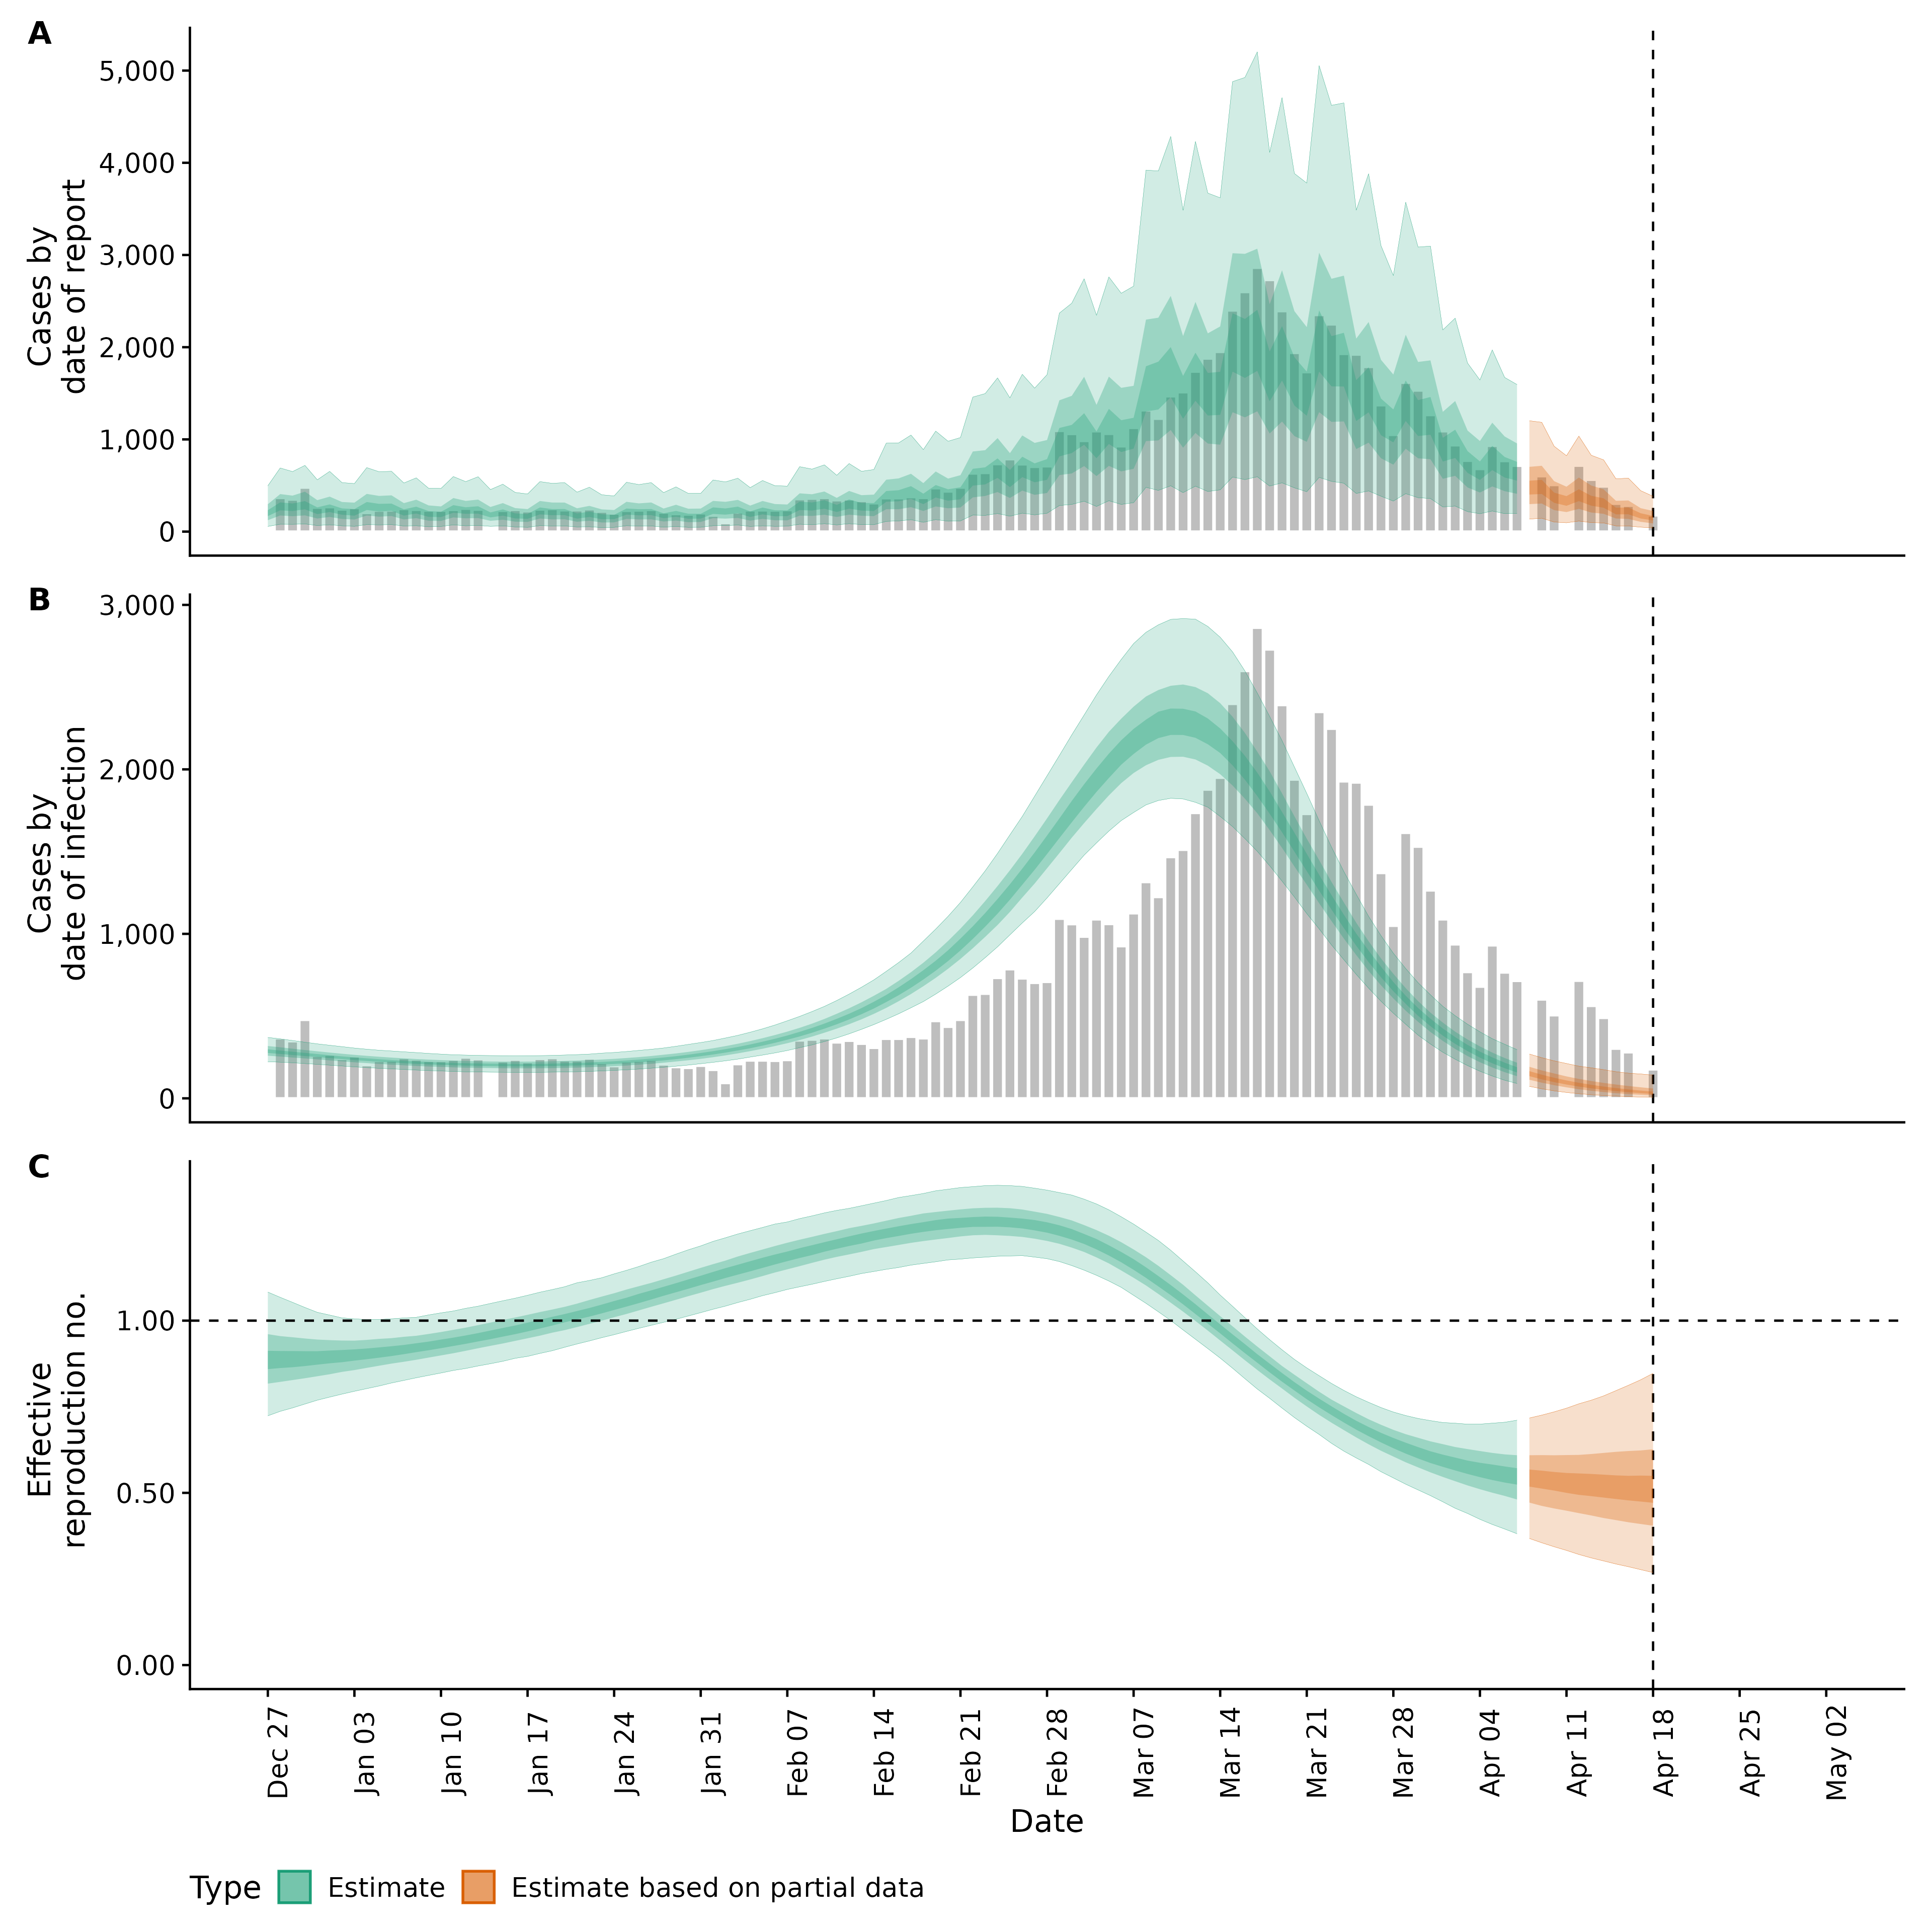 A
Cases by
date of report
5,000
4,000
3,000
2,000
1,000
0
B
Cases by
date of infection
3,000
2,000
1,000
0
C
Effective
reproduction no.
1.00
0.50
0.00
Dec 27
Jan 03
Jan 10
Jan 17
Jan 24
Jan 31
Feb 07
Feb 14
Feb 21
Feb 28
Mar 07
Mar 14
Mar 21
Mar 28
Apr 04
Apr 11
Apr 18
Apr 25
May 02
Date
Type Estimate Estimate based on partial data